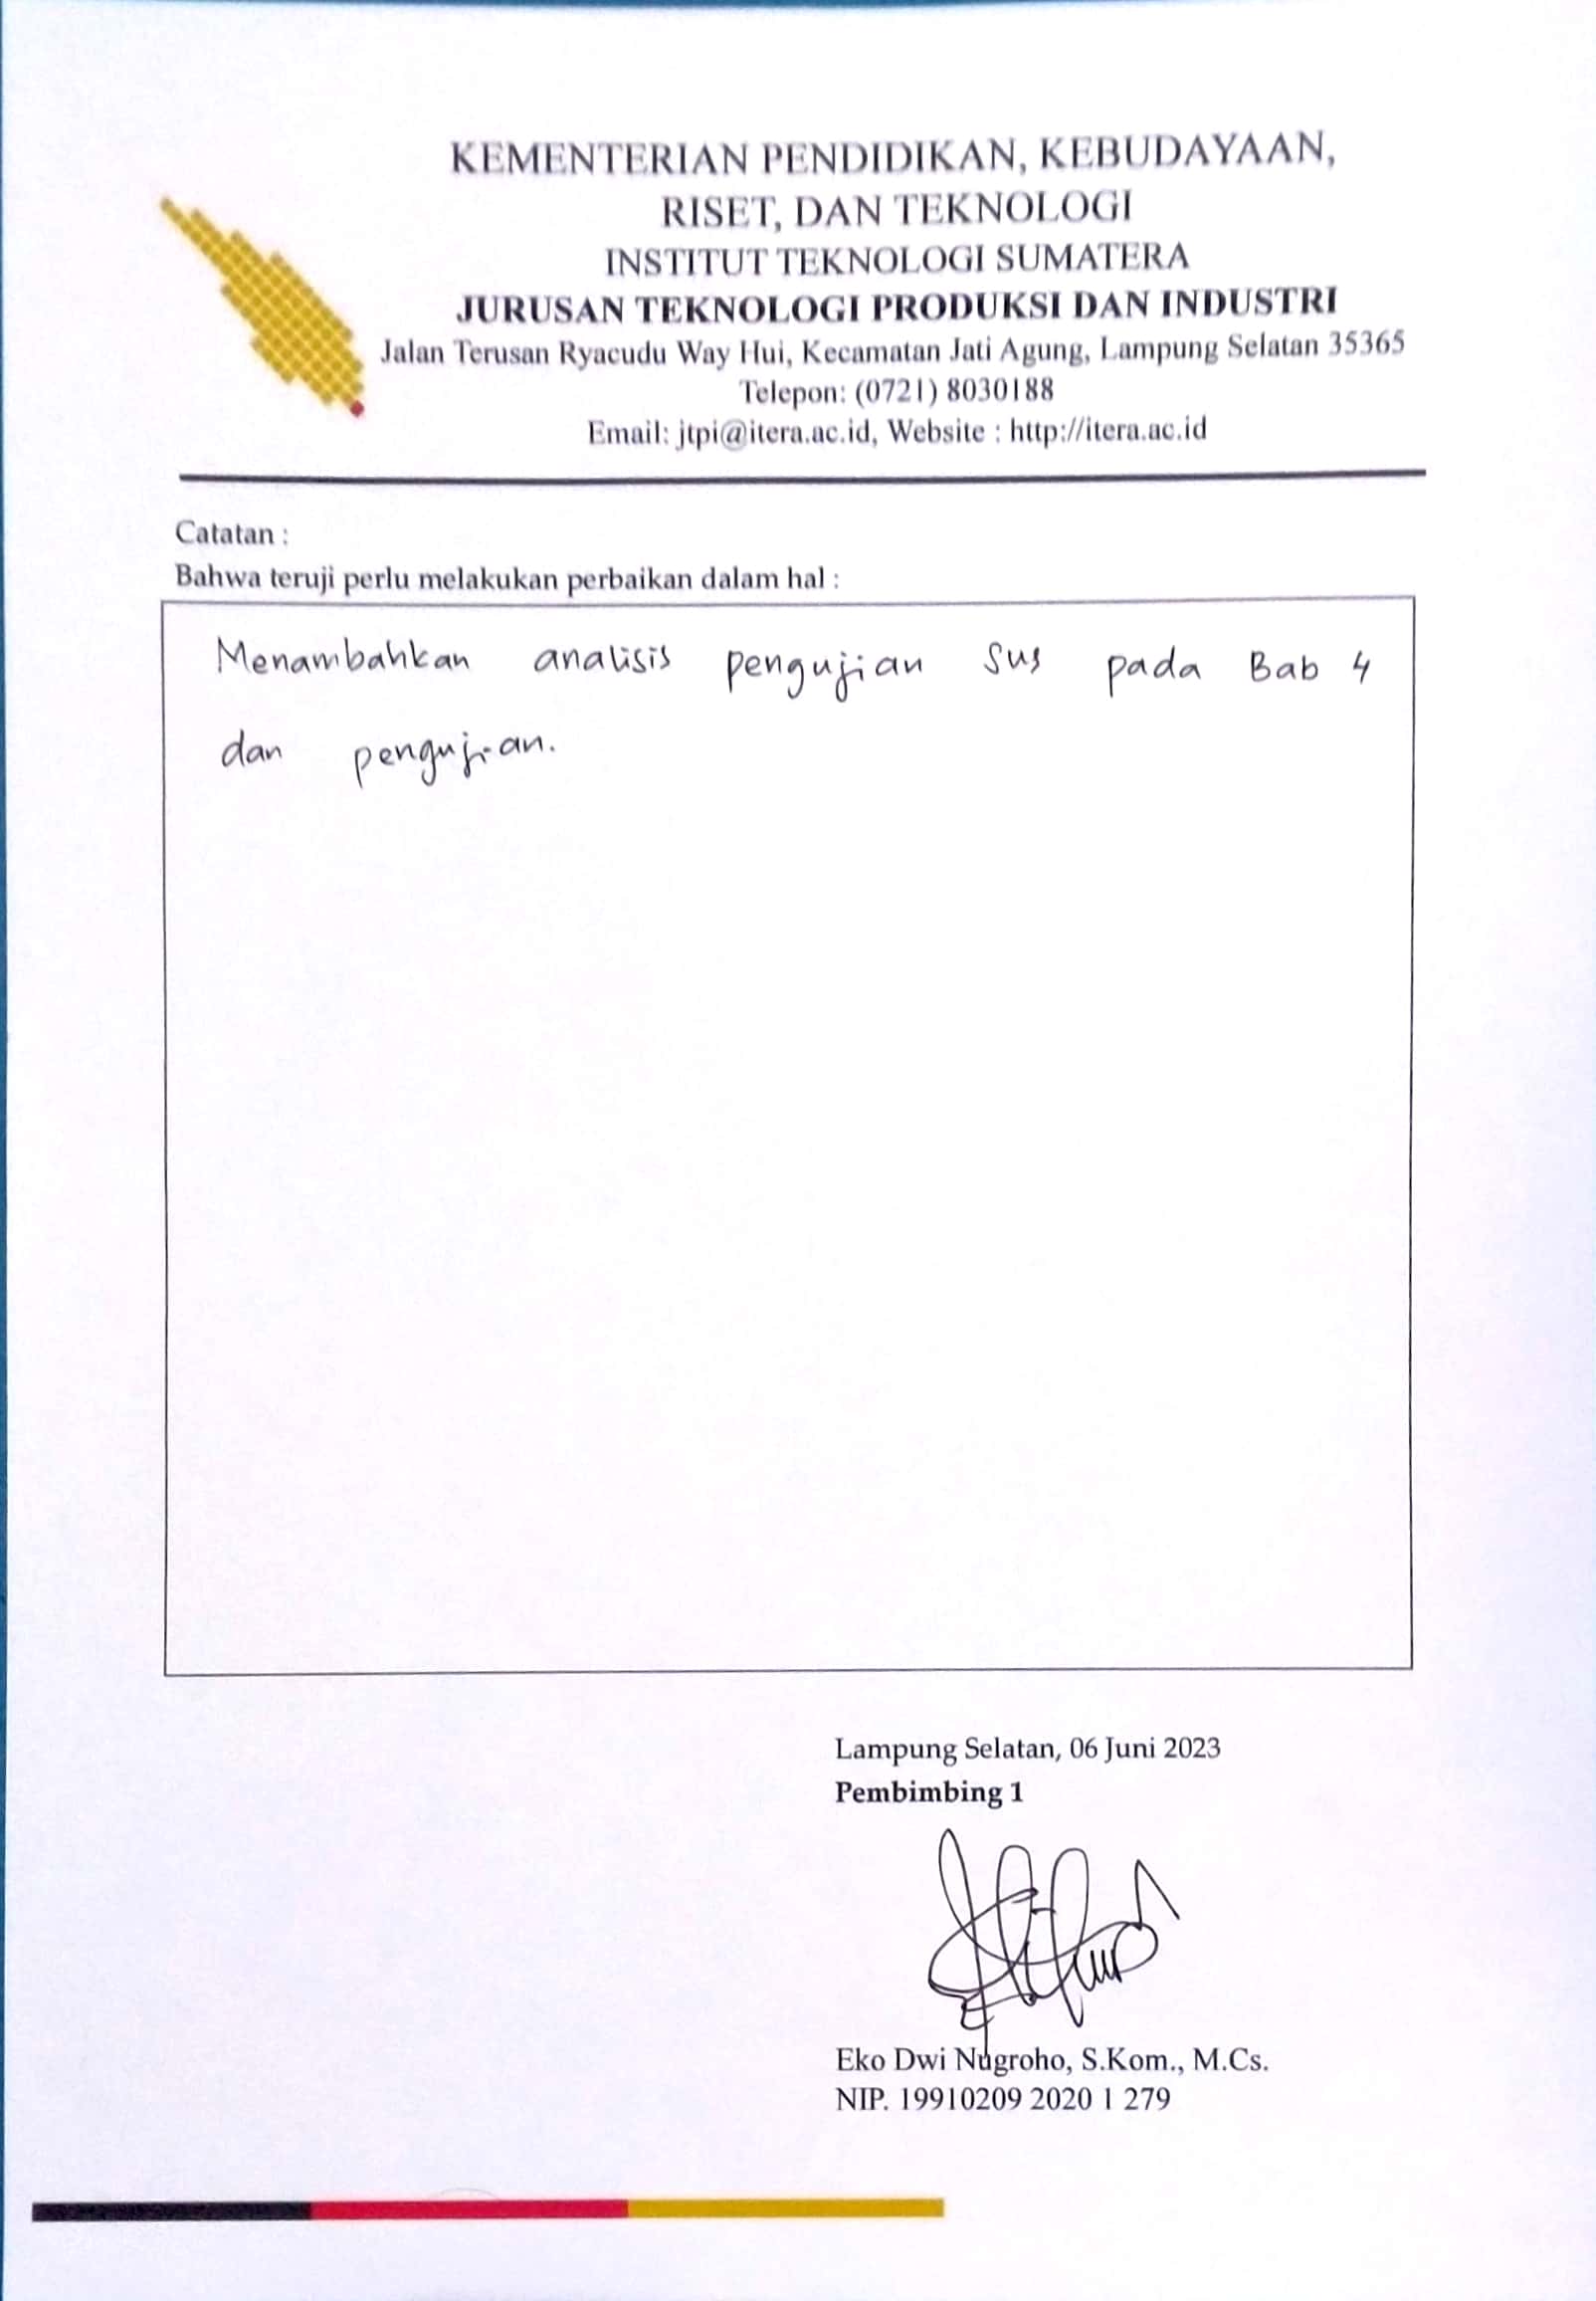 KEMENTERIAN PENDIDIKAN, KEBUDAYAAN,
RISET, DAN TEKNOLOGI
INSTITUT TEKNOLOGI SUMATERA
JURUSAN TEKNOLOGI PRODUKSI DAN INDUSTRI
Jalan Terusan Ryacudu Way Hui, Kecamatan Jati Agung, Lampung Selatan 35365
Telepon: (0721) 8030188
Email: jtpi@itera.ac.id, Website : http://itera.ac.id
Catatan :
Bahwa teruji perlu melakukan perbaikan dalam hal :
Menambahkan analisis pengujian SUS pada Bab 4
dan pengujian.
Lampung Selatan, 06 Juni 2023
Pembimbing 1
Eko Dwi Nugroho, S.Kom., M.Cs.
NIP. 19910209 2020 1 279